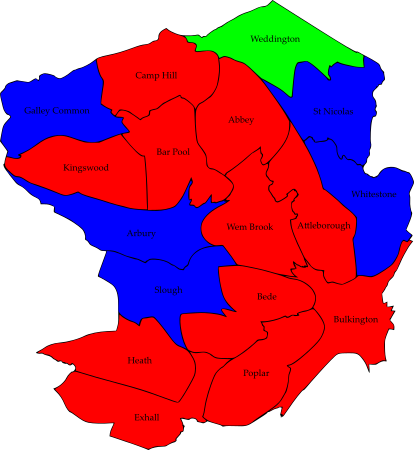 Weddington
Camp Hill
Galley Common
St Nicolas
Abbey
Bar Pool
Kingswood
Whitestone
Wem Brook
Attleborough
Arbury
Slough
Bede
Bulkington
Heath
Poplar
Exhall